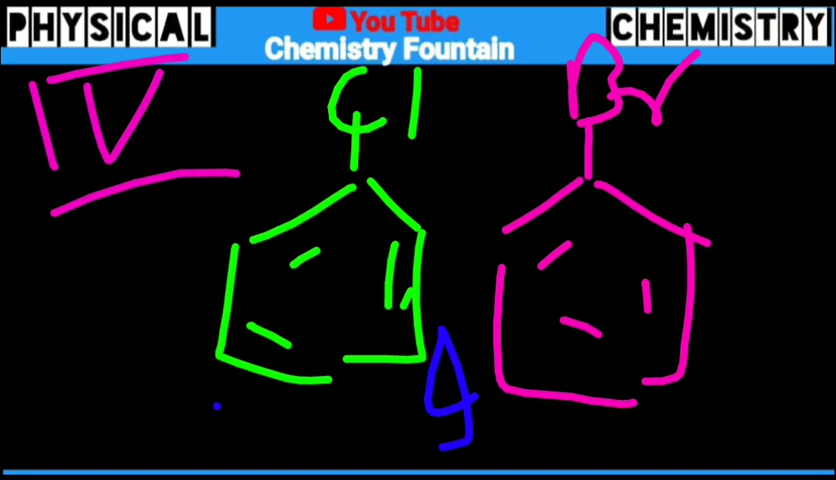 PHYSICAL
You Tube
Chemistry Fountain
CHEMISTRY
IV
Cl
Br
&